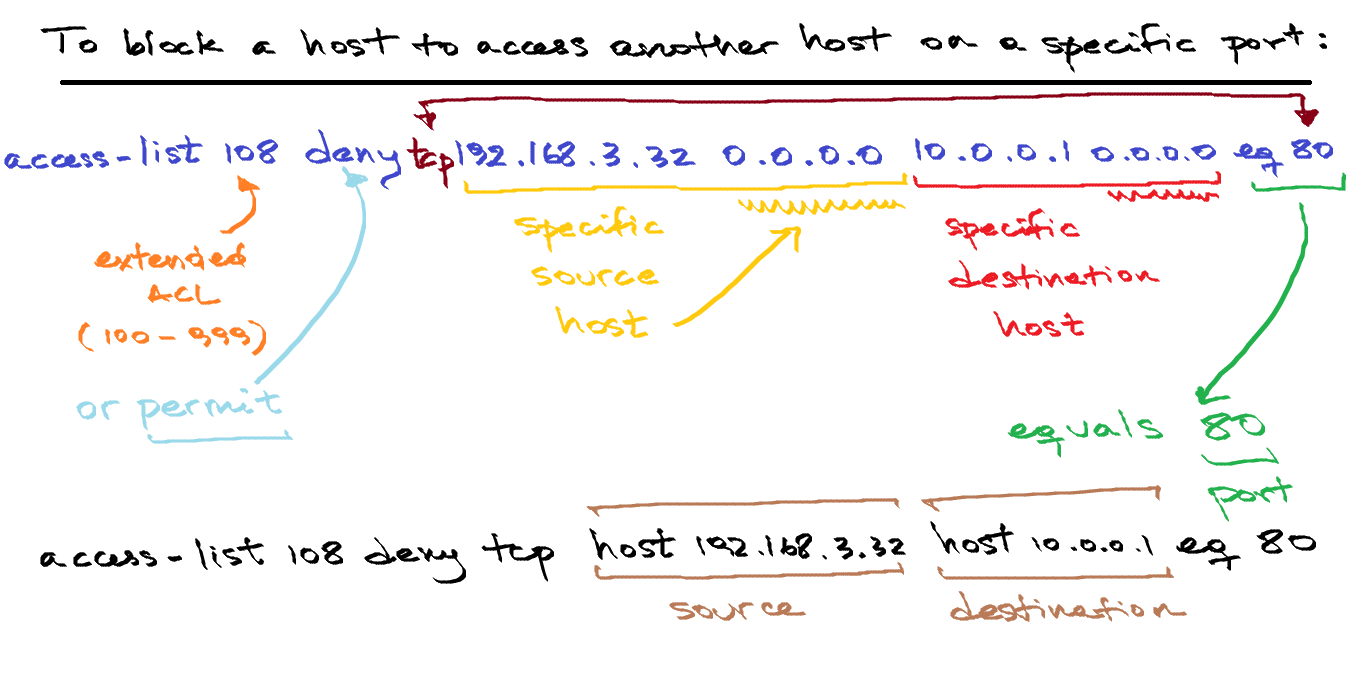 To block a host to access another host on a specific port:
access-list 108 deny tcp 192.168.3.32 0.0.0.0 10.0.0.1 0.0.0.0 eq 80
extended
ACL
(100-999)
or permit
specific
source
host
specific
destination
host
equals 80
port
access-list 108 deny tcp host 192.168.3.32 host 10.0.0.1 eq 80
source
destination